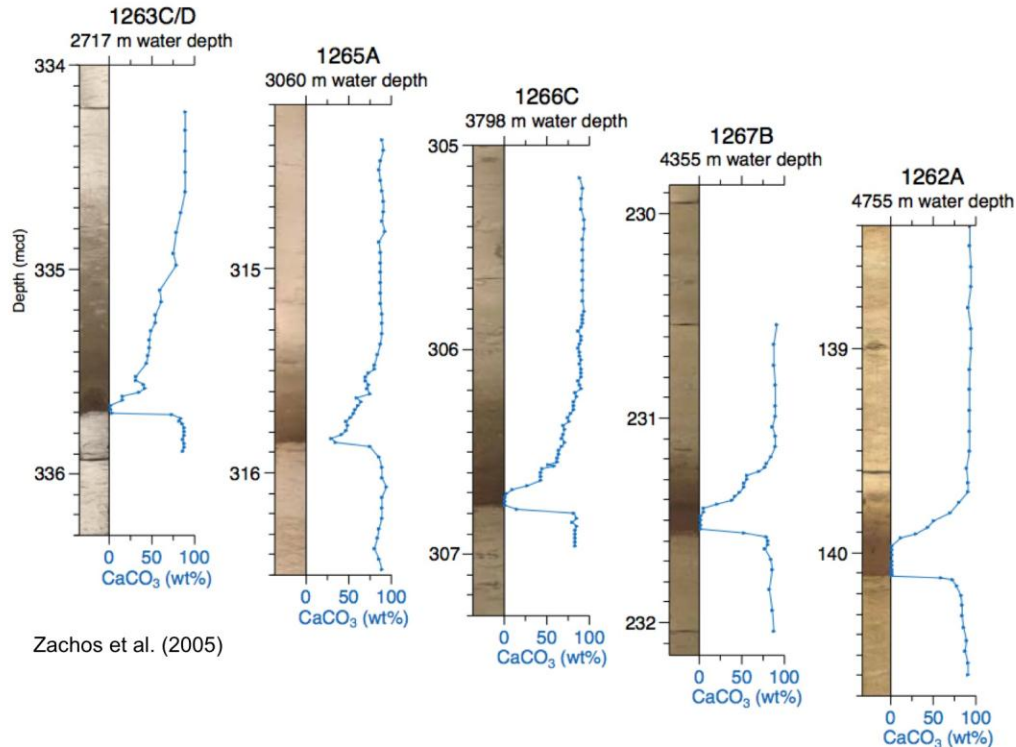 1263C/D
2717 m water depth
334
335
336
Depth (mcd)
0 50 100
CaCO₃ (wt%)
1265A
3060 m water depth
315
316
0 50 100
CaCO₃ (wt%)
1266C
3798 m water depth
305
306
307
0 50 100
CaCO₃ (wt%)
1267B
4355 m water depth
230
231
232
0 50 100
CaCO₃ (wt%)
1262A
4755 m water depth
139
140
0 50 100
CaCO₃ (wt%)
Zachos et al. (2005)